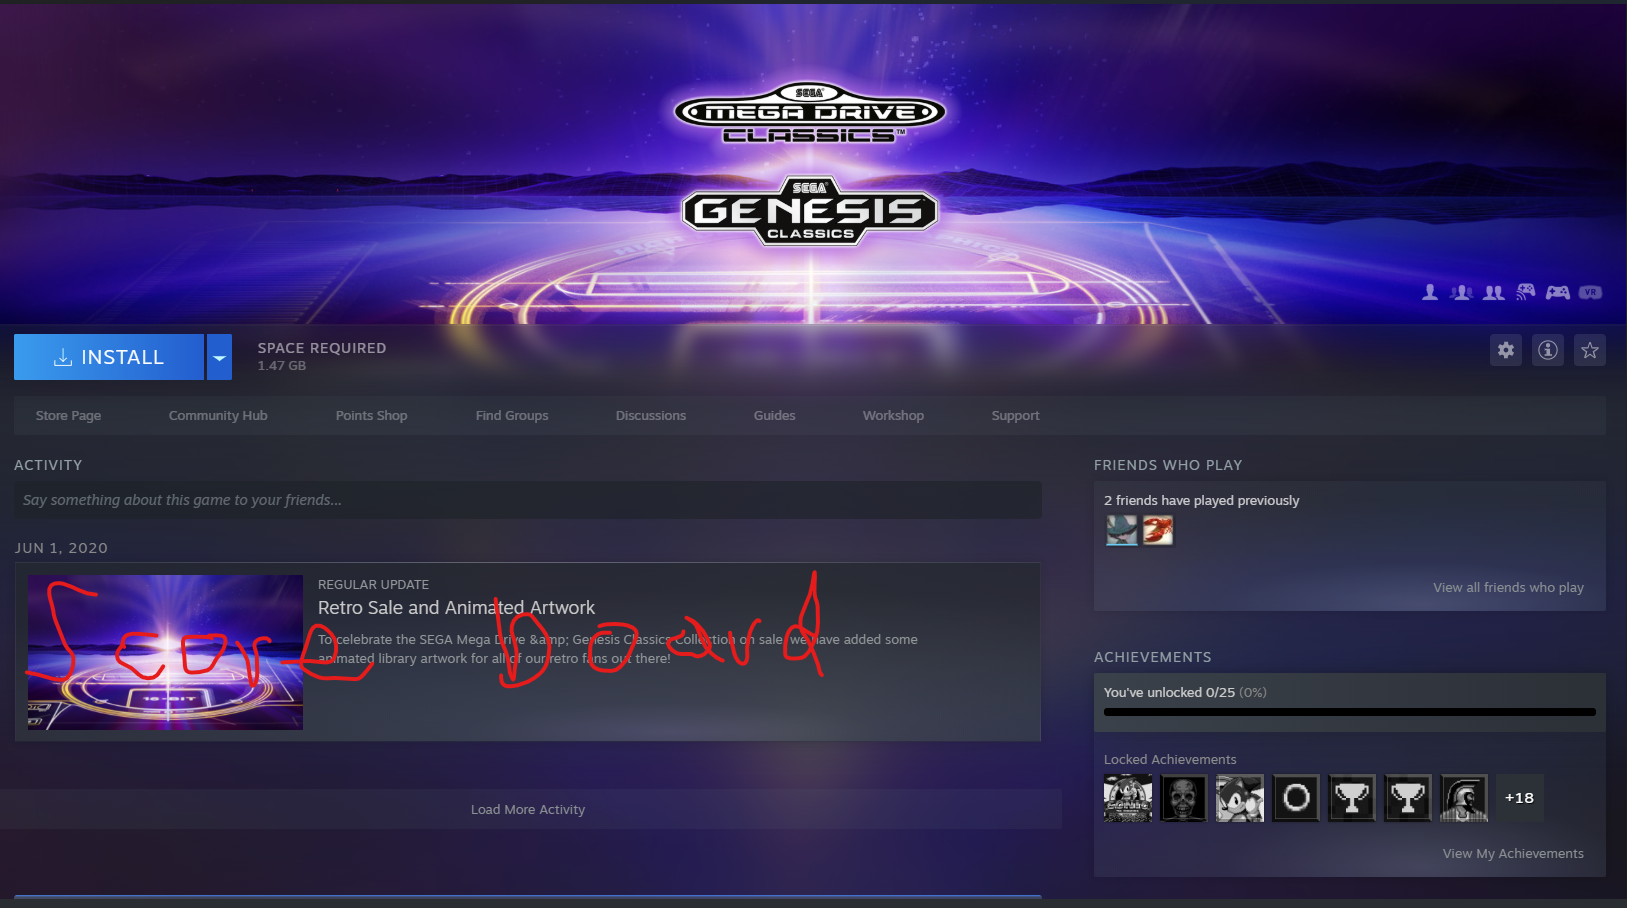 SEGA
MEGA DRIVE
CLASSICS™
SEGA
GENESIS
CLASSICS
VR
INSTALL
SPACE REQUIRED
1.47 GB
Store Page Community Hub Points Shop Find Groups Discussions Guides Workshop Support
ACTIVITY
Say something about this game to your friends...
JUN 1, 2020
REGULAR UPDATE
Retro Sale and Animated Artwork
To celebrate the SEGA Mega Drive &amp; Genesis Classics Collection on sale, we have added some
animated library artwork for all of our retro fans out there!
Score board
16-BIT
Load More Activity
FRIENDS WHO PLAY
2 friends have played previously
View all friends who play
ACHIEVEMENTS
You've unlocked 0/25 (0%)
Locked Achievements
+18
View My Achievements